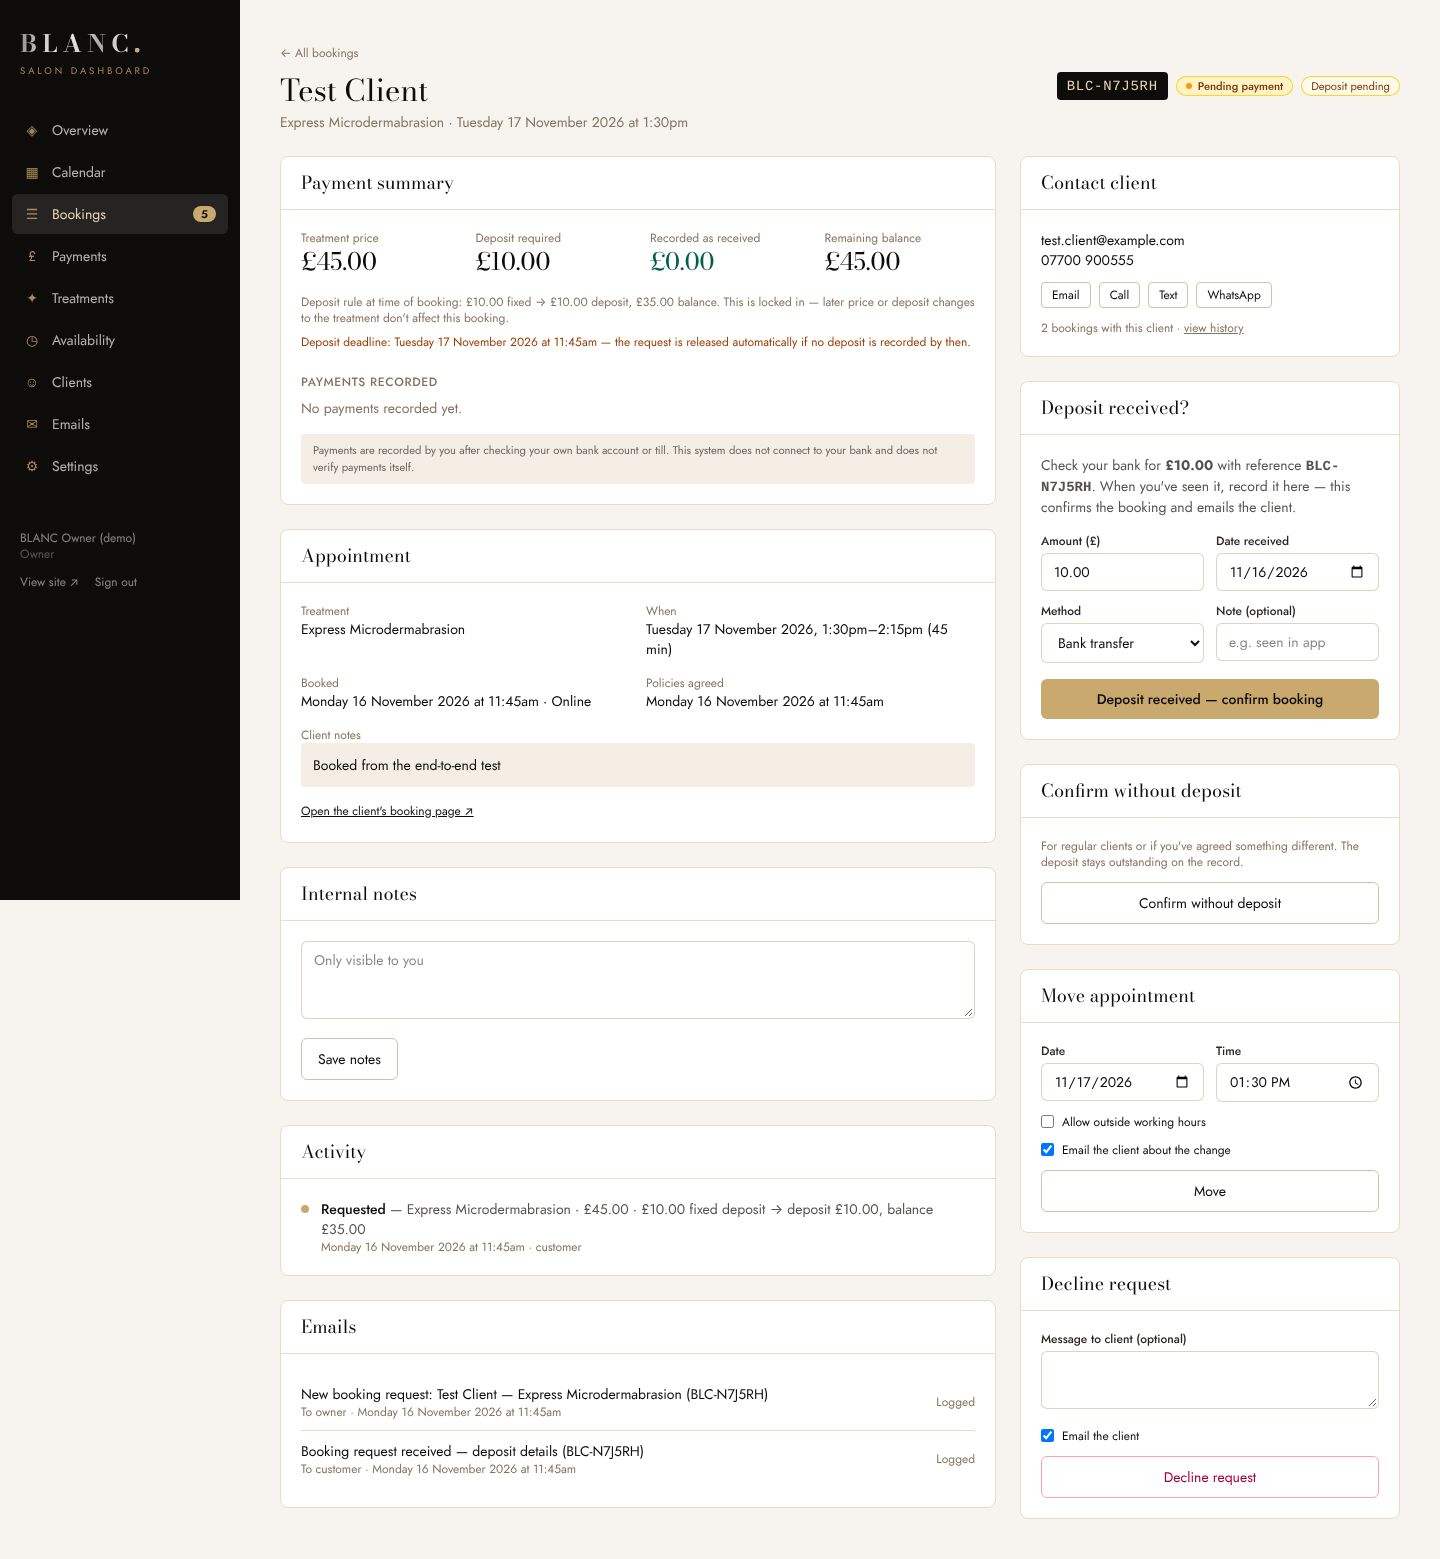 BLANC.
SALON DASHBOARD
Overview
Calendar
Bookings
5
£ Payments
Treatments
Availability
Clients
Emails
Settings
BLANC Owner (demo)
Owner
View site ↗ Sign out
← All bookings
Test Client
Express Microdermabrasion · Tuesday 17 November 2026 at 1:30pm
BLC-N7J5RH
Pending payment
Deposit pending
Payment summary
Treatment price
£45.00
Deposit required
£10.00
Recorded as received
£0.00
Remaining balance
£45.00
Deposit rule at time of booking: £10.00 fixed → £10.00 deposit, £35.00 balance. This is locked in — later price or deposit changes
to the treatment don't affect this booking.
Deposit deadline: Tuesday 17 November 2026 at 11:45am — the request is released automatically if no deposit is recorded by then.
PAYMENTS RECORDED
No payments recorded yet.
Payments are recorded by you after checking your own bank account or till. This system does not connect to your bank and does not
verify payments itself.
Appointment
Treatment
Express Microdermabrasion
When
Tuesday 17 November 2026, 1:30pm–2:15pm (45
min)
Booked
Monday 16 November 2026 at 11:45am · Online
Policies agreed
Monday 16 November 2026 at 11:45am
Client notes
Booked from the end-to-end test
Open the client's booking page ↗
Internal notes
Only visible to you
Save notes
Activity
Requested — Express Microdermabrasion · £45.00 · £10.00 fixed deposit → deposit £10.00, balance
£35.00
Monday 16 November 2026 at 11:45am · customer
Emails
New booking request: Test Client — Express Microdermabrasion (BLC-N7J5RH)
To owner · Monday 16 November 2026 at 11:45am
Logged
Booking request received — deposit details (BLC-N7J5RH)
To customer · Monday 16 November 2026 at 11:45am
Logged
Contact client
test.client@example.com
07700 900555
Email Call Text WhatsApp
2 bookings with this client · view history
Deposit received?
Check your bank for £10.00 with reference BLC-
N7J5RH. When you've seen it, record it here — this
confirms the booking and emails the client.
Amount (£)
10.00
Date received
11/16/2026
Method
Bank transfer
Note (optional)
e.g. seen in app
Deposit received — confirm booking
Confirm without deposit
For regular clients or if you've agreed something different. The
deposit stays outstanding on the record.
Confirm without deposit
Move appointment
Date
11/17/2026
Time
01:30 PM
Allow outside working hours
Email the client about the change
Move
Decline request
Message to client (optional)
Email the client
Decline request